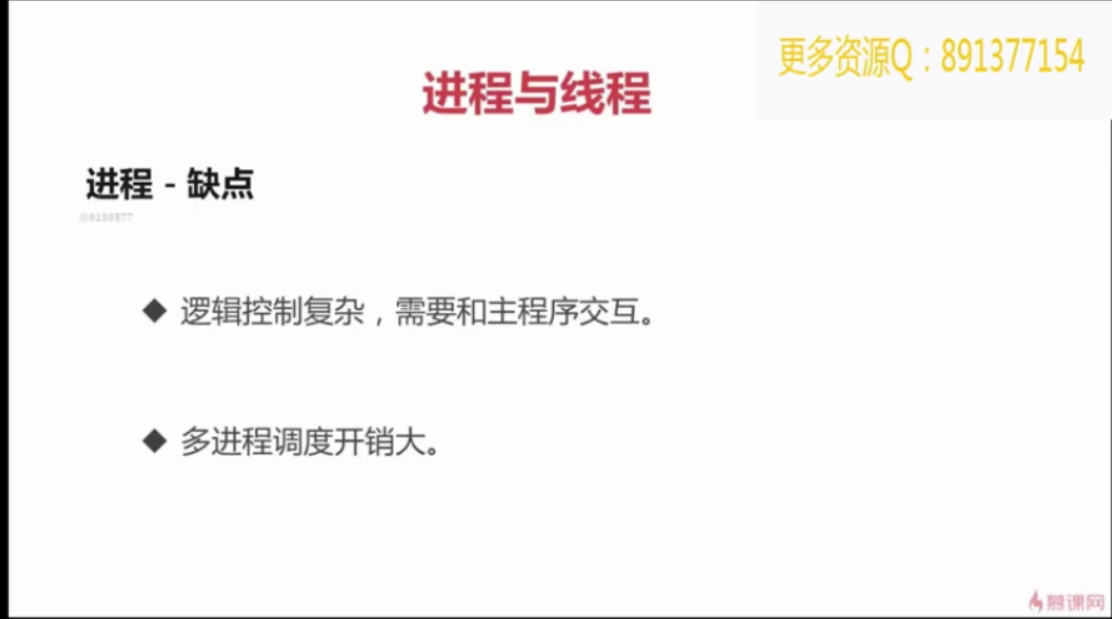 更多资源Q：891377154
进程与线程
进程 - 缺点
@6195577
◆ 逻辑控制复杂，需要和主程序交互。
◆ 多进程调度开销大。
慕课网